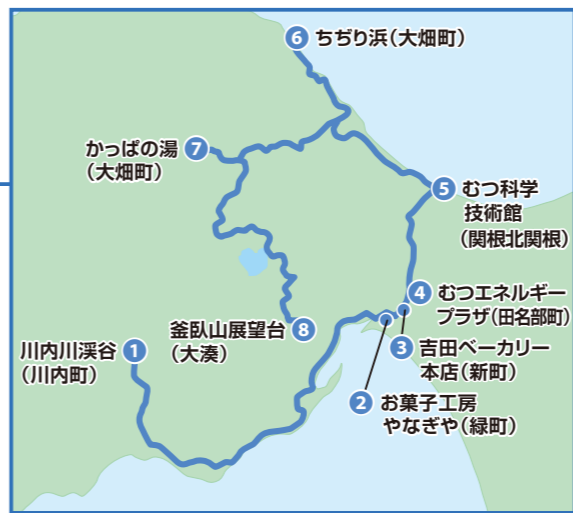 6 ちぢり浜（大畑町）
かっぱの湯 7
（大畑町）
5 むつ科学
技術館
（関根北関根）
4 むつエネルギー
プラザ（田名部町）
釜臥山展望台 8
（大湊）
川内川渓谷 1
（川内町）
3 吉田ベーカリー
本店（新町）
2 お菓子工房
やなぎや（緑町）